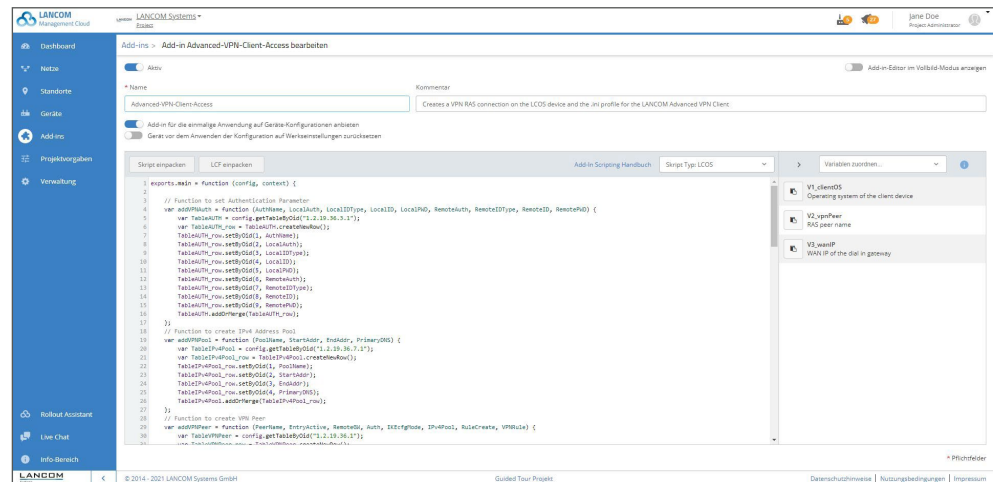 LANCOM
Management Cloud
LANCOM Systems
Project
Jane Doe
Project Administrator
Dashboard
Netze
Standorte
Geräte
Add-ins
Projektvorgaben
Verwaltung
Rollout Assistant
Live Chat
Info-Bereich
LANCOM
Add-ins > Add-in Advanced-VPN-Client-Access bearbeiten
Aktiv
Add-in-Editor im Vollbild-Modus anzeigen
* Name
Kommentar
Advanced-VPN-Client-Access
Creates a VPN RAS connection on the LCOS device and the .ini profile for the LANCOM Advanced VPN Client
Add-in für die einmalige Anwendung auf Geräte-Konfigurationen anbieten
Gerät vor dem Anwenden der Konfiguration auf Werkseinstellungen zurücksetzen
Skript einpacken
LCF einpacken
Add-In Scripting Handbuch
Skript Typ: LCOS
Variablen zuordnen...
1 exports.main = function (config, context) {
2
3 // Function to set Authentication Parameter
4 var addVPNAuth = function (AuthName, LocalAuth, LocalIDType, LocalID, LocalPWD, RemoteAuth, RemoteIDType, RemoteID, RemotePWD) {
5 var TableAUTH = config.getTableByOid("1.2.19.36.3.1");
6 var TableAUTH_row = TableAUTH.createNewRow();
7 TableAUTH_row.setByOid(1, AuthName);
8 TableAUTH_row.setByOid(2, LocalAuth);
9 TableAUTH_row.setByOid(3, LocalIDType);
10 TableAUTH_row.setByOid(4, LocalID);
11 TableAUTH_row.setByOid(5, LocalPWD);
12 TableAUTH_row.setByOid(6, RemoteAuth);
13 TableAUTH_row.setByOid(7, RemoteIDType);
14 TableAUTH_row.setByOid(8, RemoteID);
15 TableAUTH_row.setByOid(9, RemotePWD);
16 TableAUTH.addOrMerge(TableAUTH_row);
17 };
18 // Function to create IPv4 Address Pool
19 var addVPNPool = function (PoolName, StartAddr, EndAddr, PrimaryDNS) {
20 var TableIPv4Pool = config.getTableByOid("1.2.19.36.7.1");
21 var TableIPv4Pool_row = TableIPv4Pool.createNewRow();
22 TableIPv4Pool_row.setByOid(1, PoolName);
23 TableIPv4Pool_row.setByOid(2, StartAddr);
24 TableIPv4Pool_row.setByOid(3, EndAddr);
25 TableIPv4Pool_row.setByOid(4, PrimaryDNS);
26 TableIPv4Pool.addOrMerge(TableIPv4Pool_row);
27 };
28 // Function to create VPN Peer
29 var addVPNPeer = function (PeerName, EntryActive, RemoteGW, Auth, IKEcfgMode, IPv4Pool, RuleCreate, VPNRule) {
30 var TableVPNPeer = config.getTableByOid("1.2.19.36.1");
V1_clientOS
Operating system of the client device
V2_vpnPeer
RAS peer name
V3_wanIP
WAN IP of the dial in gateway
* Pflichtfelder
© 2014 - 2021 LANCOM Systems GmbH
Guided Tour Projekt
Datenschutzhinweise | Nutzungsbedingungen | Impressum